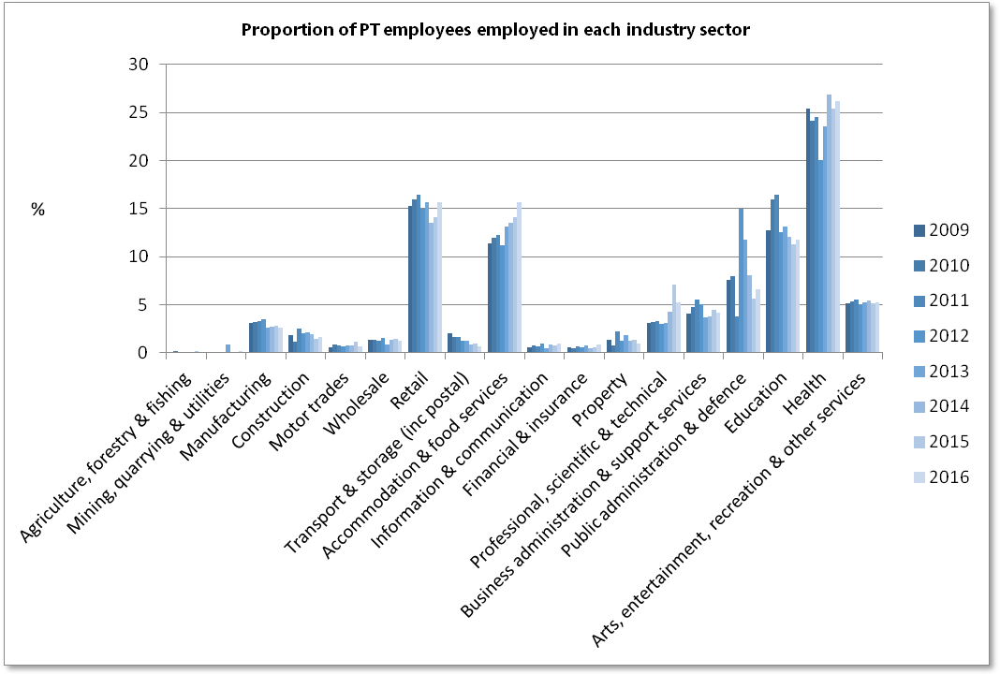 Proportion of PT employees employed in each industry sector
30
25
20
15
10
5
0
%
Agriculture, forestry & fishing
Mining, quarrying & utilities
Manufacturing
Construction
Motor trades
Wholesale
Retail
Transport & storage (inc postal)
Accommodation & food services
Information & communication
Financial & insurance
Property
Professional, scientific & technical
Business administration & support services
Public administration & defence
Education
Health
Arts, entertainment, recreation & other services
2009
2010
2011
2012
2013
2014
2015
2016